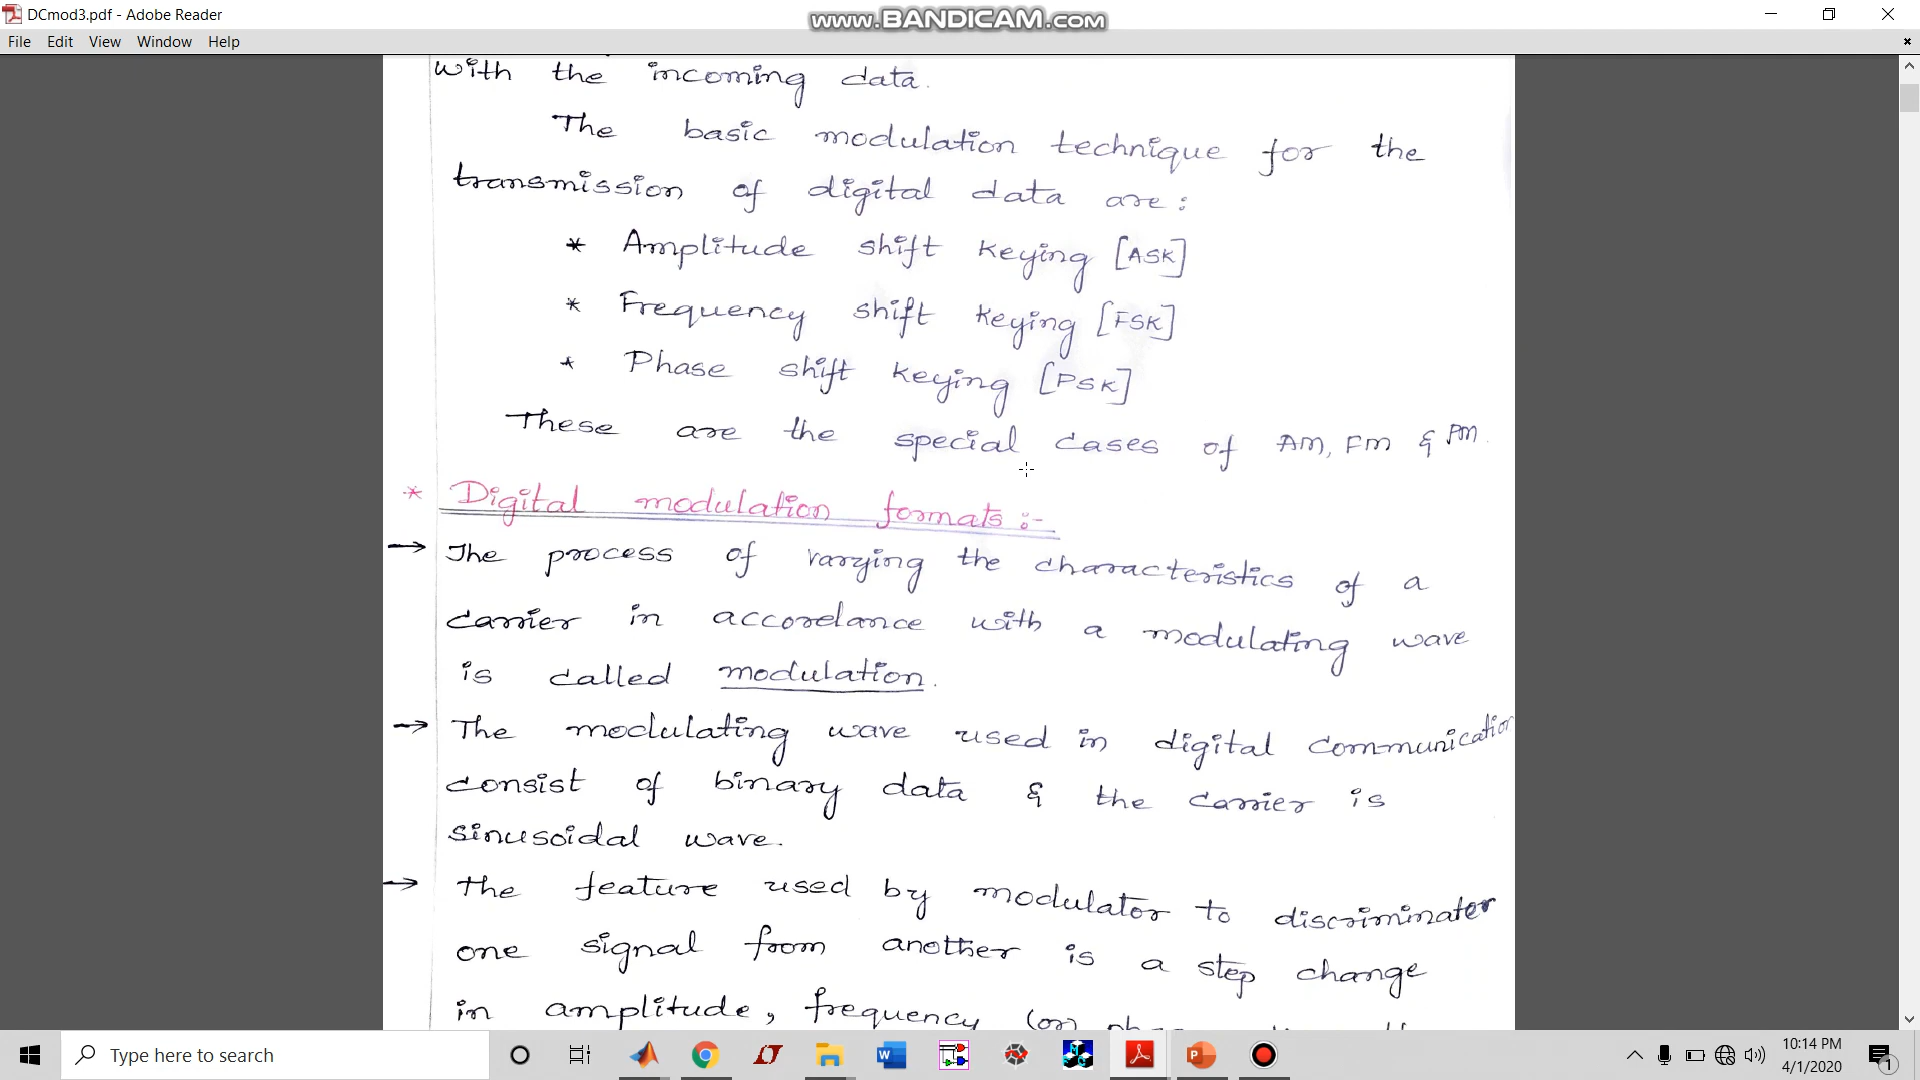 DCmod3.pdf - Adobe Reader
www.BANDICAM.com
File Edit View Window Help
with the incoming data.
The basic modulation technique for the
transmission of digital data are:
* Amplitude shift keying [ASK]
* Frequency shift keying [FSK]
* Phase shift keying [PSK]
These are the special cases of AM, FM & PM.
* Digital modulation formats :-
→ The process of varying the characteristics of a
carrier in accordance with a modulating wave
is called modulation.
→ The modulating wave used in digital communication
consist of binary data & the carrier is
sinusoidal wave.
→ The feature used by modulator to discriminater
one signal from another is a step change
in amplitude, frequency (or)
Type here to search
10:14 PM
4/1/2020
1